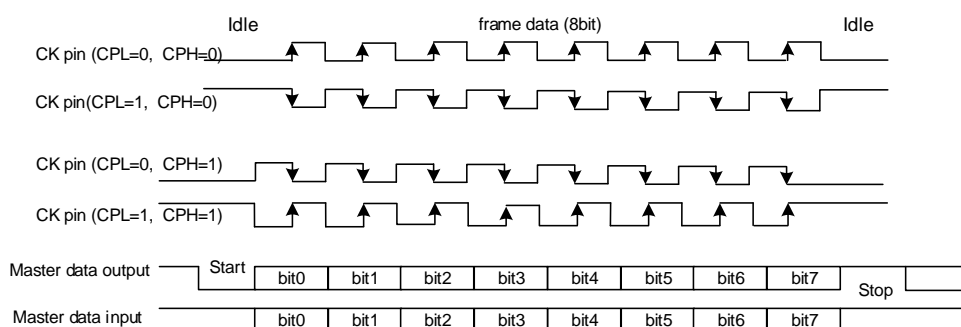 Idle frame data (8bit) Idle
CK pin (CPL=0, CPH=0)
CK pin(CPL=1, CPH=0)
CK pin (CPL=0, CPH=1)
CK pin (CPL=1, CPH=1)
Master data output Start bit0 bit1 bit2 bit3 bit4 bit5 bit6 bit7 Stop
Master data input bit0 bit1 bit2 bit3 bit4 bit5 bit6 bit7